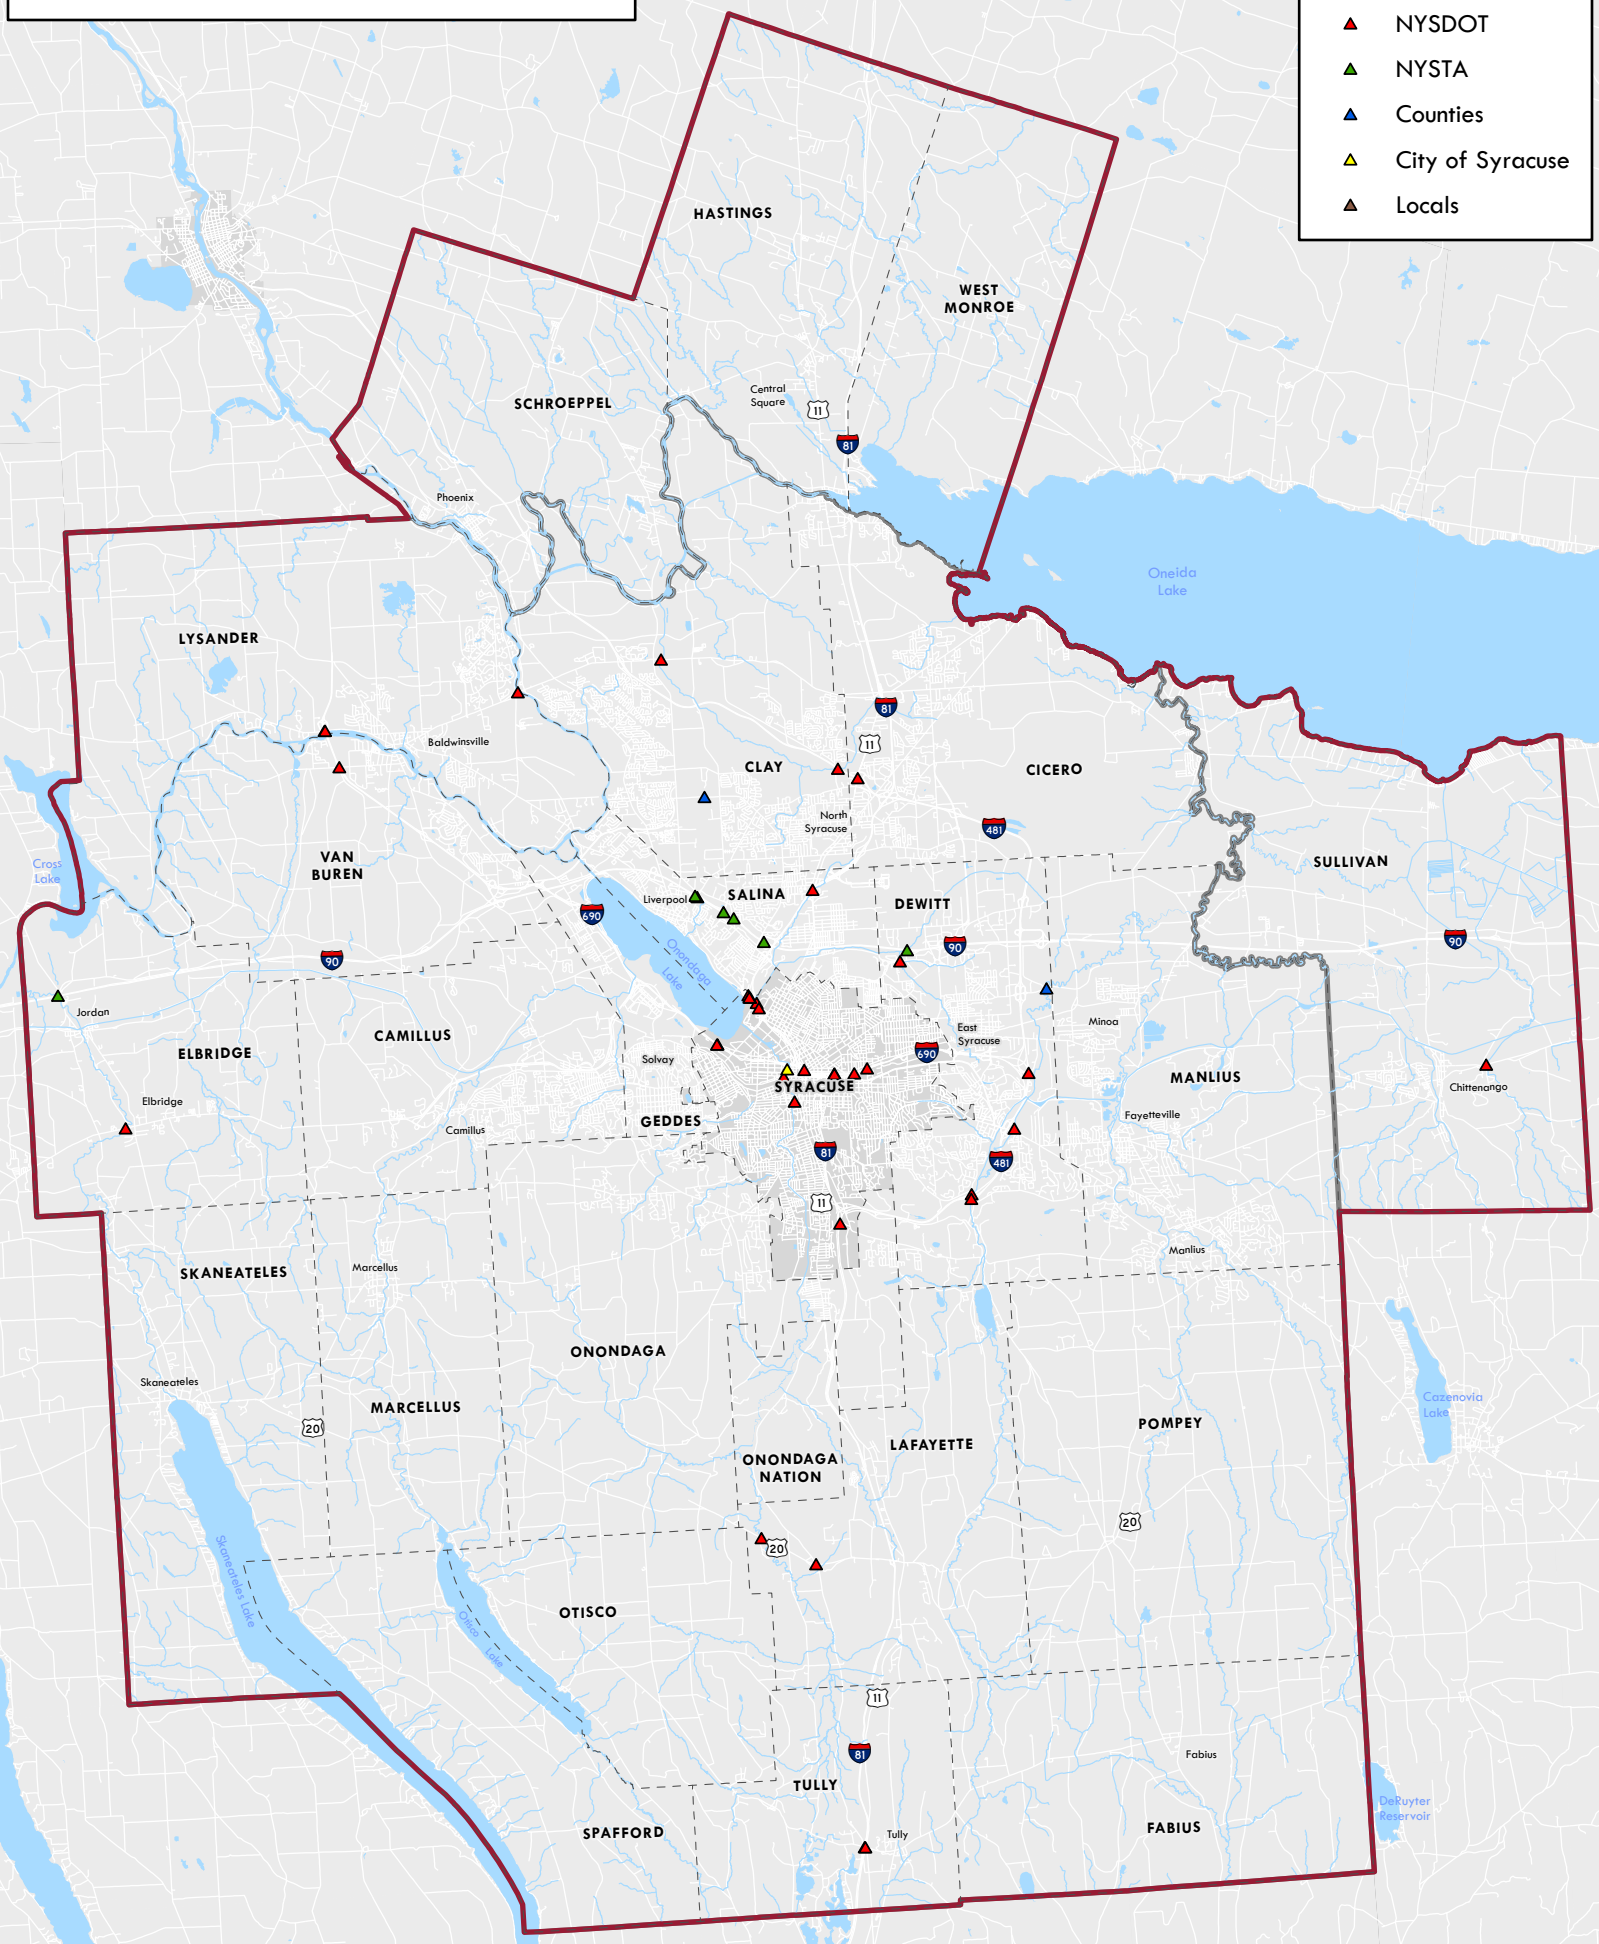 NYSDOT
NYSTA
Counties
City of Syracuse
Locals
HASTINGS
WEST
MONROE
Central
Square
11
SCHROEPPEL
81
Phoenix
Oneida
Lake
LYSANDER
81
11
Baldwinsville
CLAY
CICERO
North
Syracuse
481
VAN
BUREN
Cross
Lake
SULLIVAN
Liverpool
SALINA
DEWITT
690
90
90
90
Onondaga
Lake
Jordan
Minoa
CAMILLUS
East
Syracuse
ELBRIDGE
690
Solvay
MANLIUS
SYRACUSE
Chittenango
Elbridge
Fayetteville
GEDDES
Camillus
81
481
11
Manlius
SKANEATELES
Marcellus
ONONDAGA
Skaneateles
Cazenovia
Lake
MARCELLUS
20
POMPEY
LAFAYETTE
ONONDAGA
NATION
20
20
Skaneateles Lake
OTISCO
Otisco
Lake
11
81
Fabius
TULLY
DeRuyter
Reservoir
FABIUS
SPAFFORD
Tully